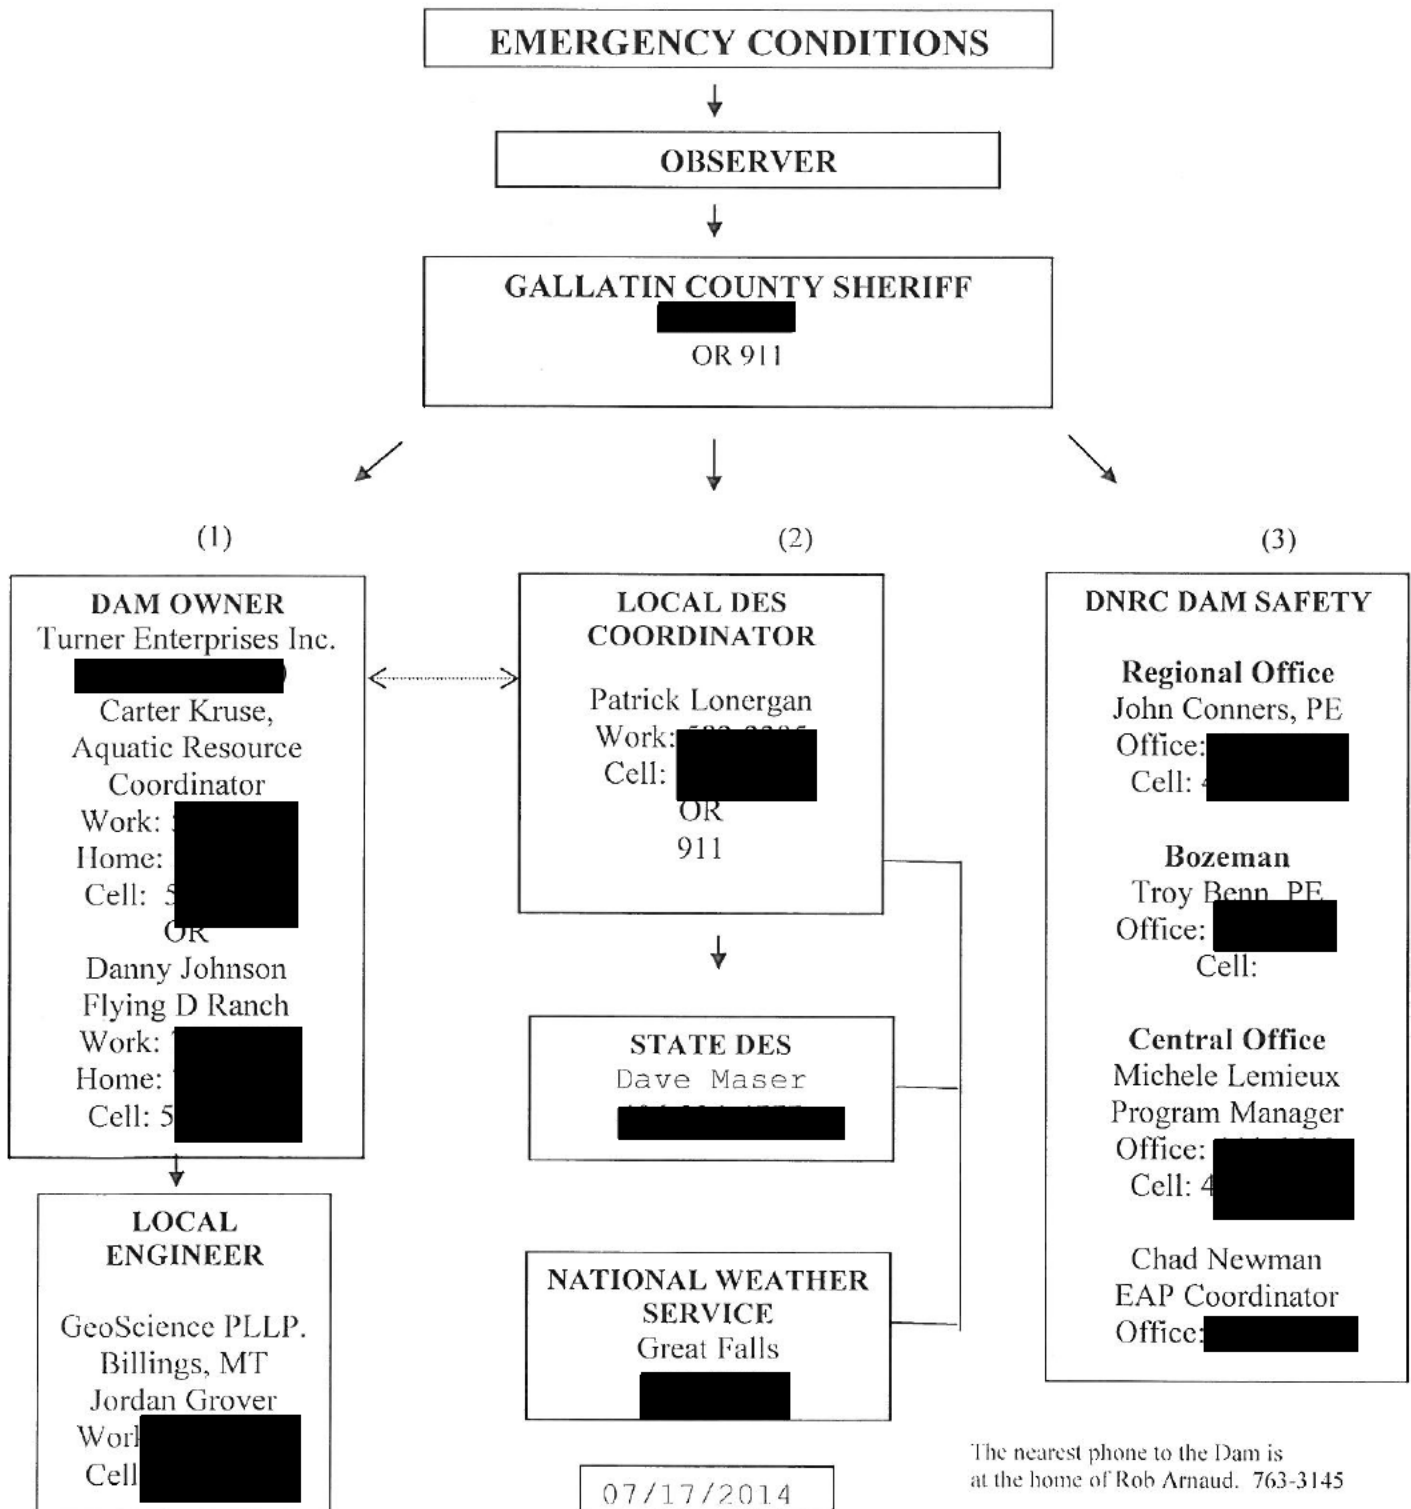 EMERGENCY CONDITIONS
OBSERVER
GALLATIN COUNTY SHERIFF
OR 911
(1)
DAM OWNER
Turner Enterprises Inc.
Carter Kruse,
Aquatic Resource
Coordinator
Work:
Home:
Cell: 5
OR
Danny Johnson
Flying D Ranch
Work:
Home:
Cell: 5
LOCAL
ENGINEER
GeoScience PLLP.
Billings, MT
Jordan Grover
Cell
(2)
LOCAL DES
COORDINATOR
Patrick Lonergan
Work:
Cell:
OR
911
STATE DES
Dave Maser
NATIONAL WEATHER
SERVICE
Great Falls
07/17/2014
(3)
DNRC DAM SAFETY
Regional Office
John Conners, PE
Office:
Cell:
Bozeman
Troy Benn, PE
Office:
Cell:
Central Office
Michele Lemieux
Program Manager
Office:
Cell: 4
Chad Newman
EAP Coordinator
Office:
The nearest phone to the Dam is
at the home of Rob Arnaud. 763-3145